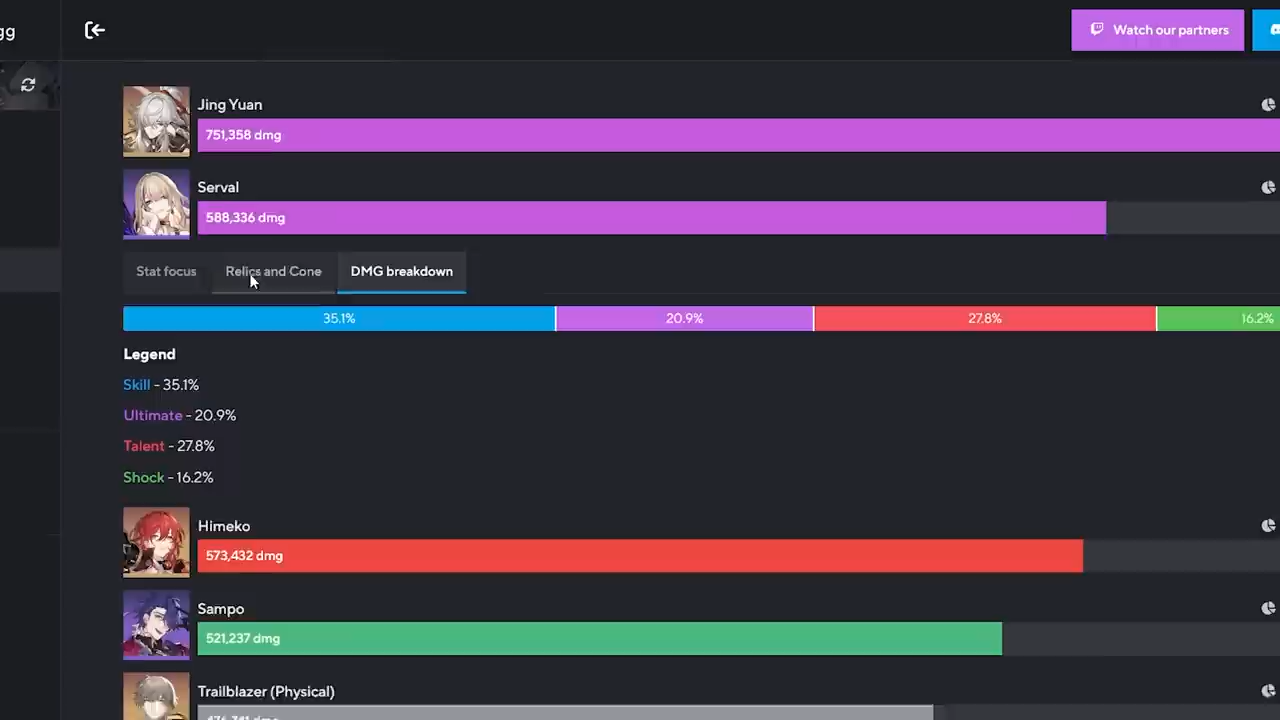 gg
Watch our partners
Jing Yuan
751,358 dmg
Serval
588,336 dmg
Stat focus
Relics and Cone
DMG breakdown
35.1%
20.9%
27.8%
16.2%
Legend
Skill - 35.1%
Ultimate - 20.9%
Talent - 27.8%
Shock - 16.2%
Himeko
573,432 dmg
Sampo
521,237 dmg
Trailblazer (Physical)